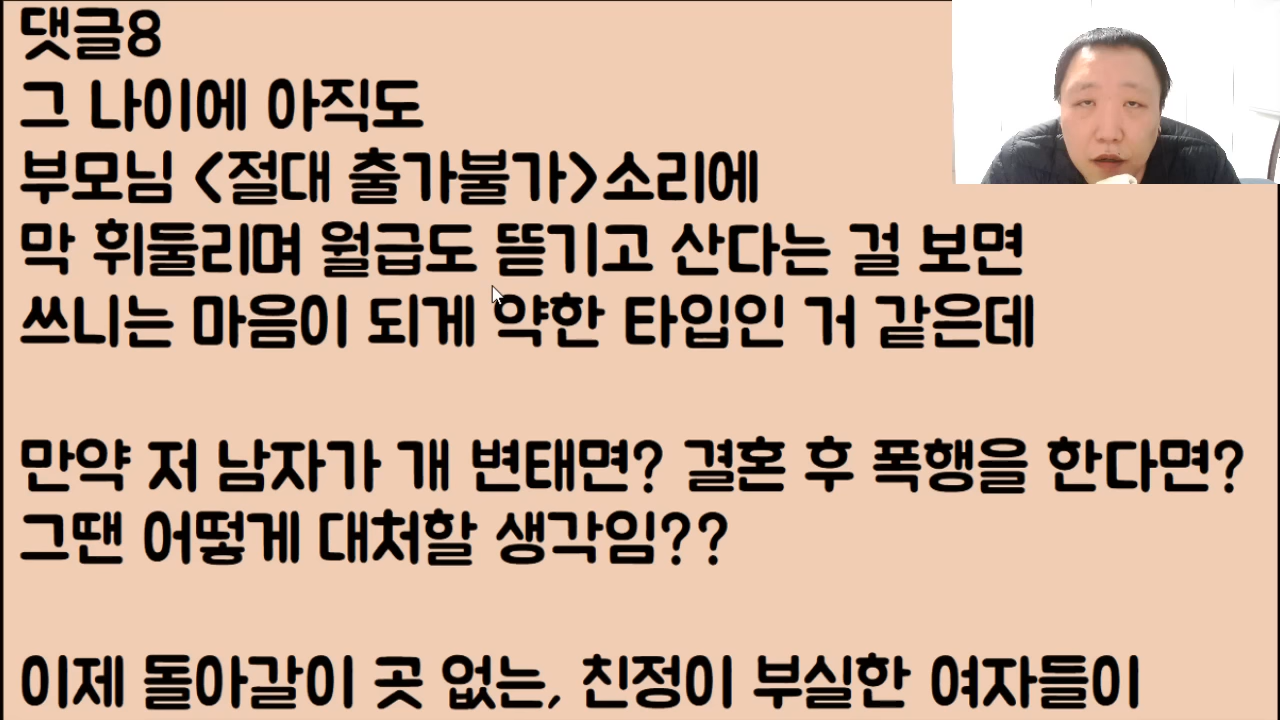 댓글8
그 나이에 아직도
부모님 <절대 출가불가>소리에
막 휘둘리며 월급도 뜯기고 산다는 걸 보면
쓰니는 마음이 되게 약한 타입인 거 같은데
만약 저 남자가 개 변태면? 결혼 후 폭행을 한다면?
그땐 어떻게 대처할 생각임??
이제 돌아갈이 곳 없는, 친정이 부실한 여자들이